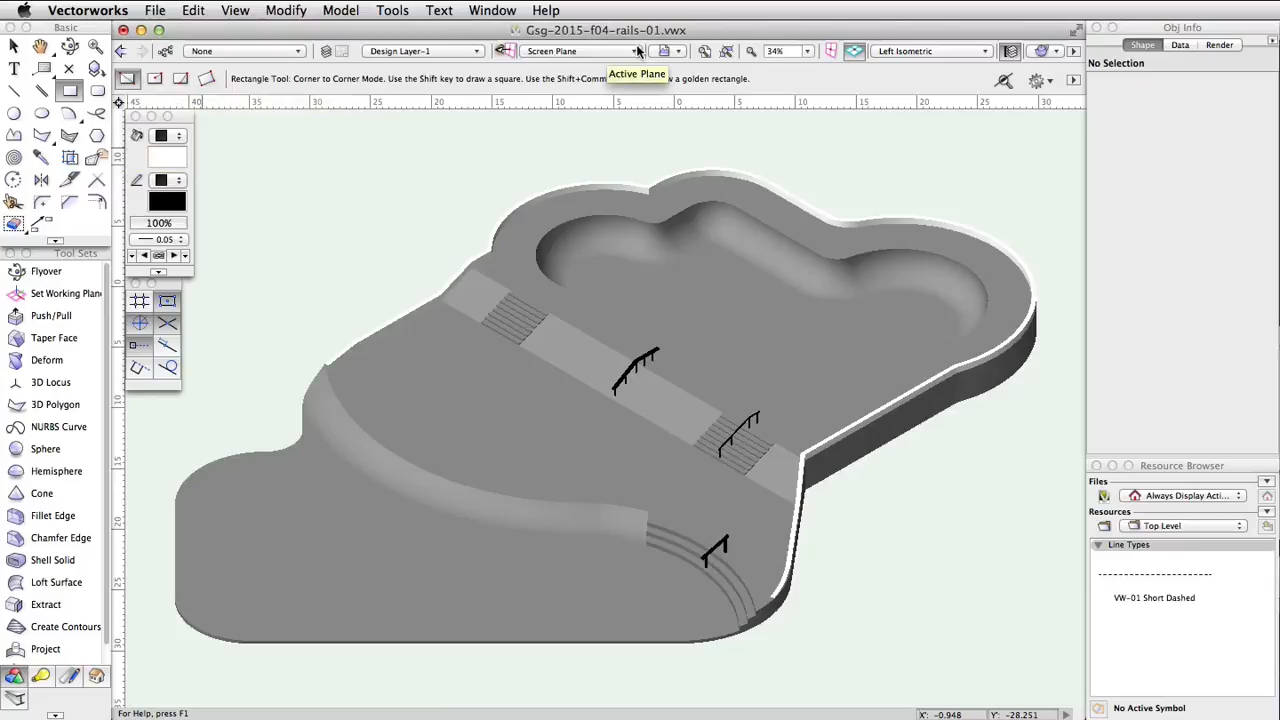 Vectorworks File Edit View Modify Model Tools Text Window Help
Gsg-2015-f04-rails-01.vwx
Basic
None
Design Layer-1
Screen Plane
34%
Left Isometric
Rectangle Tool: Corner to Corner Mode. Use the Shift key to draw a square. Use the Shift+Comm
w a golden rectangle.
Active Plane
45 40 35 30 25 20 15 10 5 0 5 10 15 20 25 30
100%
0.05
Tool Sets
Flyover
Set Working Plane
Push/Pull
Taper Face
Deform
3D Locus
3D Polygon
NURBS Curve
Sphere
Hemisphere
Cone
Fillet Edge
Chamfer Edge
Shell Solid
Loft Surface
Extract
Create Contours
Project
Obj Info
Shape Data Render
No Selection
Resource Browser
Files
Always Display Acti...
Resources
Top Level
Line Types
VW-01 Short Dashed
No Active Symbol
For Help, press F1
X: -0.948 Y: -28.251